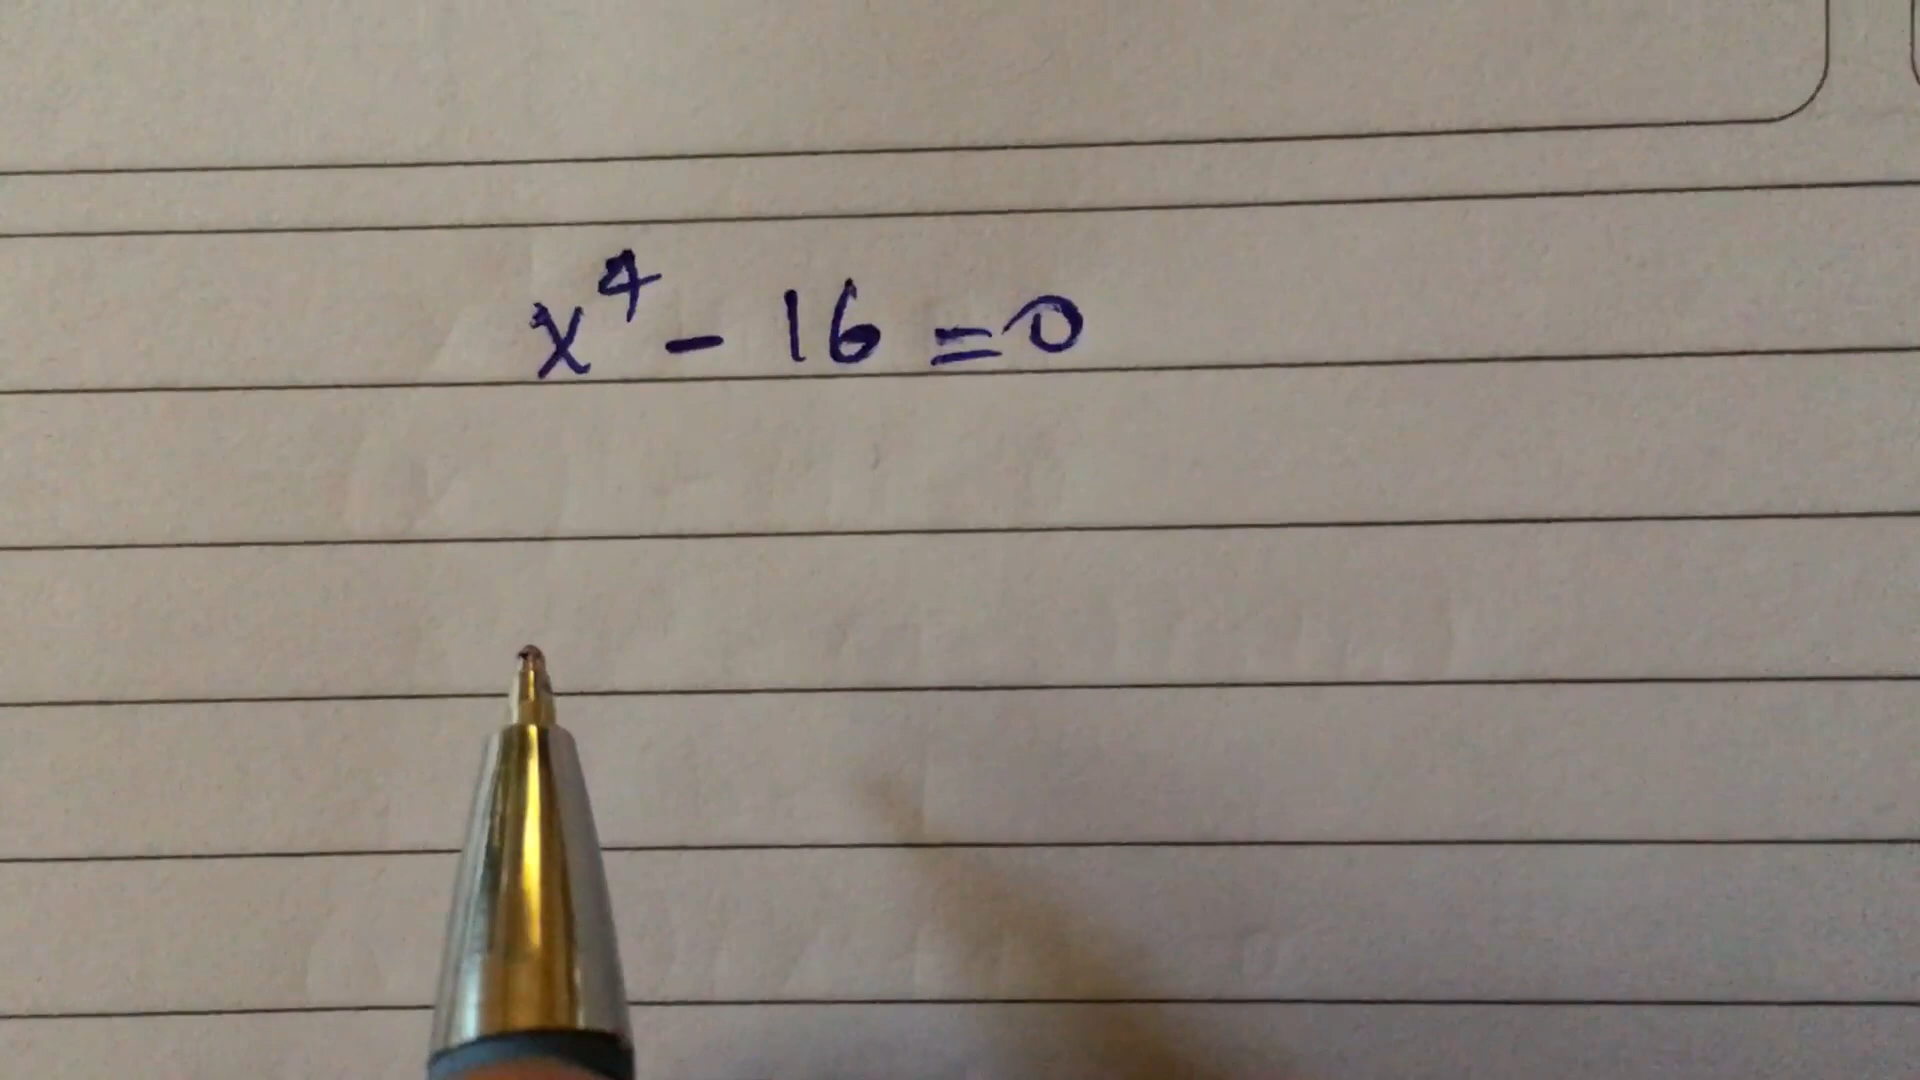 x⁴ - 16 = 0